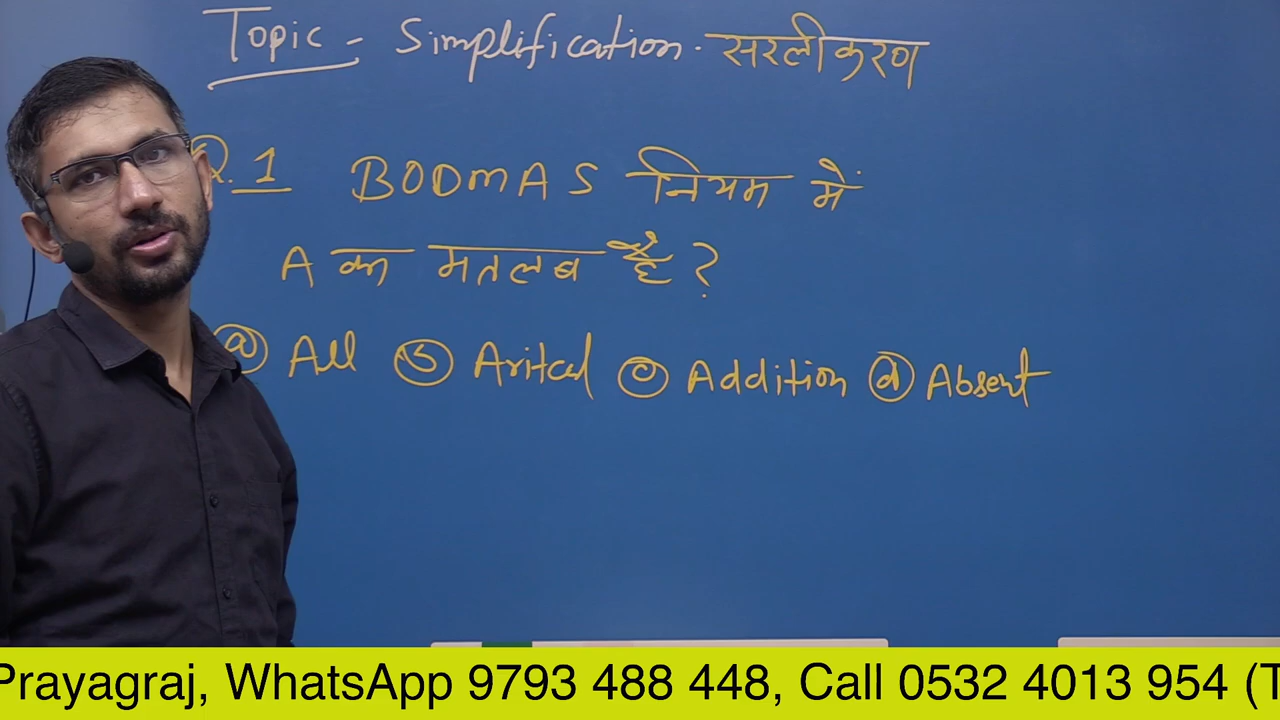 Topic - Simplification. सरलीकरण
Q.1 BODMAS नियम में
A का मतलब है ?
(a) All (b) Aritcal (c) Addition (d) Absent
Prayagraj, WhatsApp 9793 488 448, Call 0532 4013 954 (T